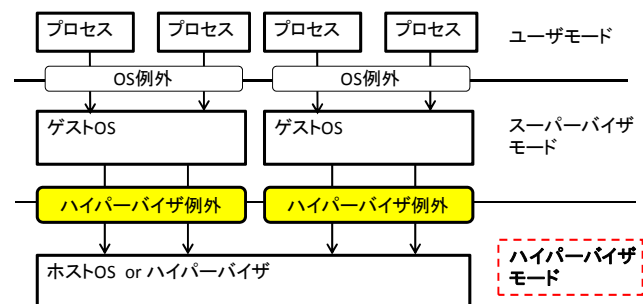 プロセス
プロセス
プロセス
プロセス
ユーザモード
OS例外
OS例外
ゲストOS
ゲストOS
スーパーバイザ
モード
ハイパーバイザ例外
ハイパーバイザ例外
ホストOS or ハイパーバイザ
ハイパーバイザ
モード